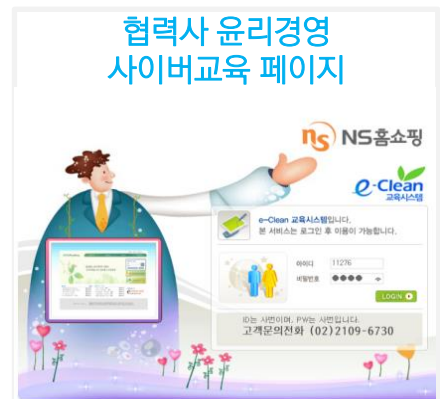 협력사 윤리경영
사이버교육 페이지
ns NS홈쇼핑
e-Clean
교육시스템
e-Clean 교육시스템입니다.
본 서비스는 로그인 후 이용이 가능합니다.
아이디 11276
비밀번호 ●●●●
LOGIN
ID는 사번이며, PW는 사번입니다.
고객문의전화 (02)2109-6730